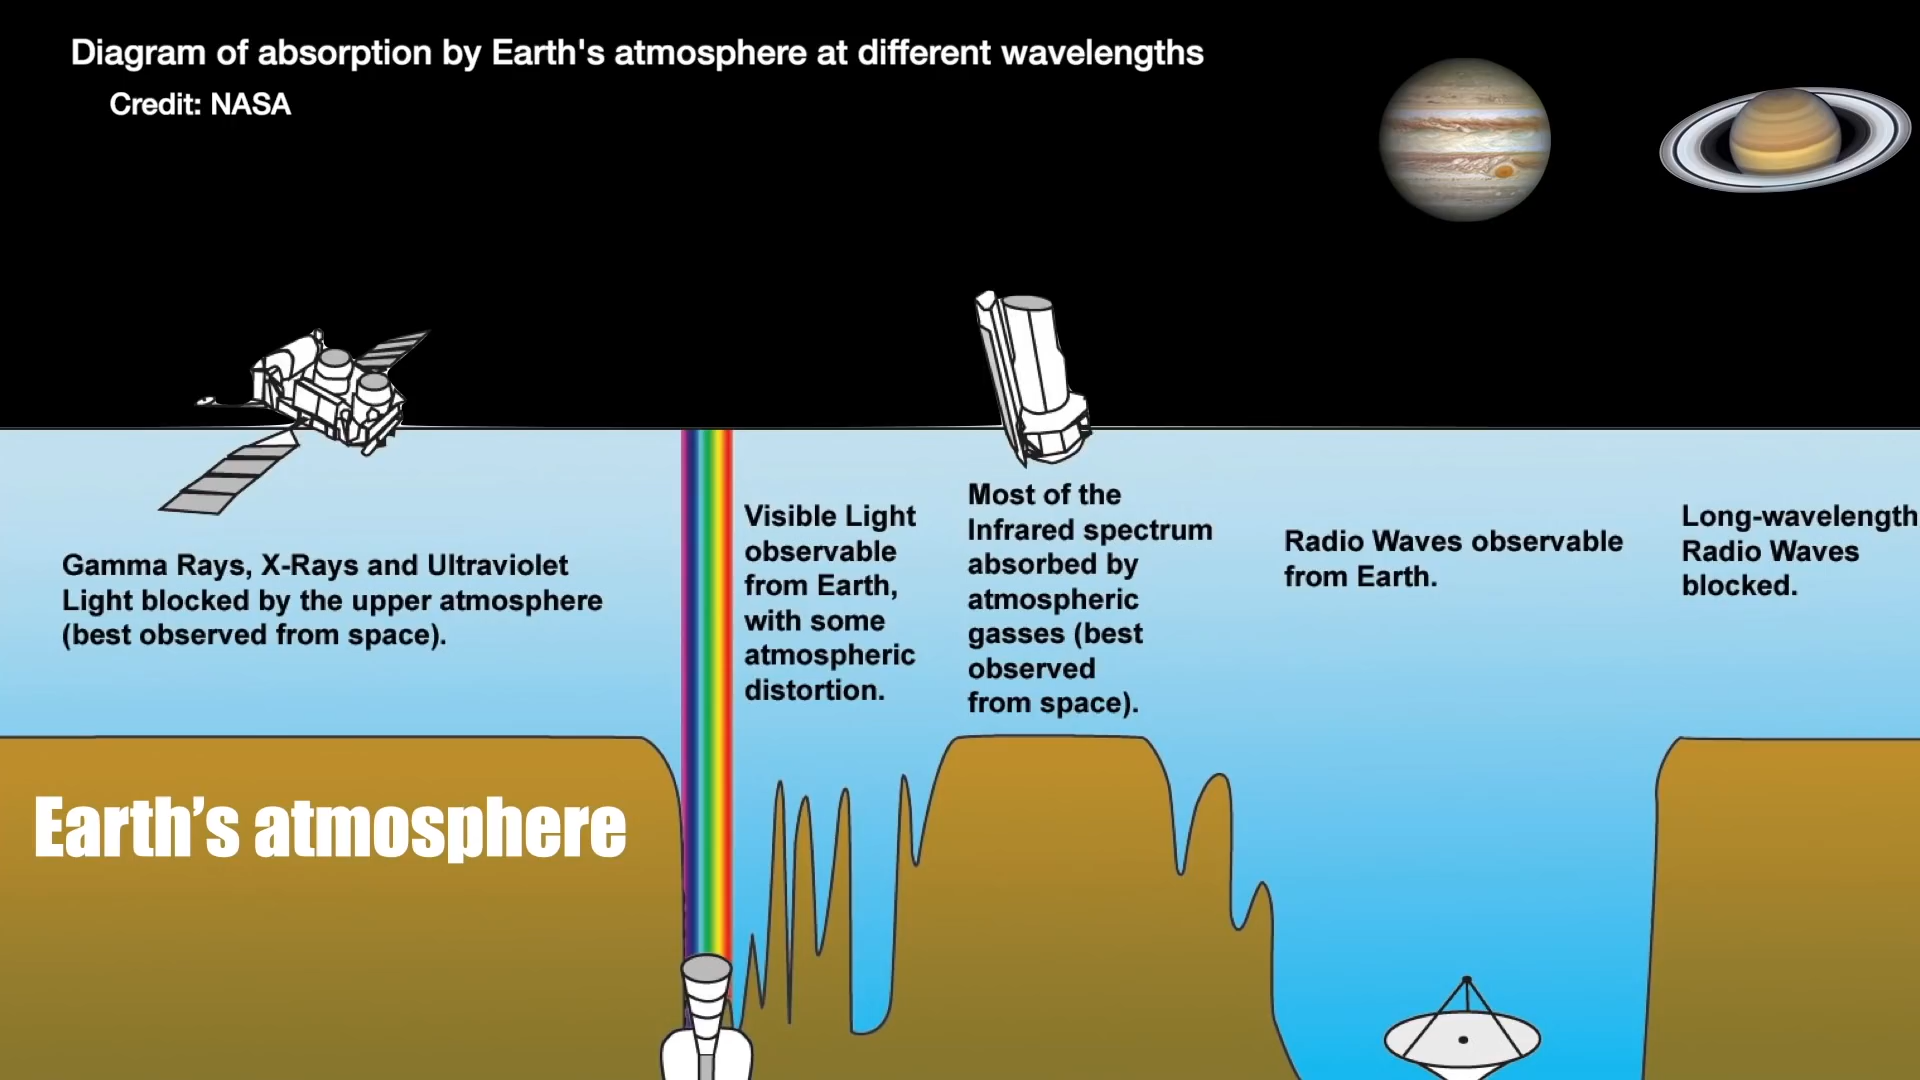 Diagram of absorption by Earth's atmosphere at different wavelengths
Credit: NASA
Gamma Rays, X-Rays and Ultraviolet
Light blocked by the upper atmosphere
(best observed from space).
Visible Light
observable
from Earth,
with some
atmospheric
distortion.
Most of the
Infrared spectrum
absorbed by
atmospheric
gasses (best
observed
from space).
Radio Waves observable
from Earth.
Long-wavelength
Radio Waves
blocked.
Earth’s atmosphere